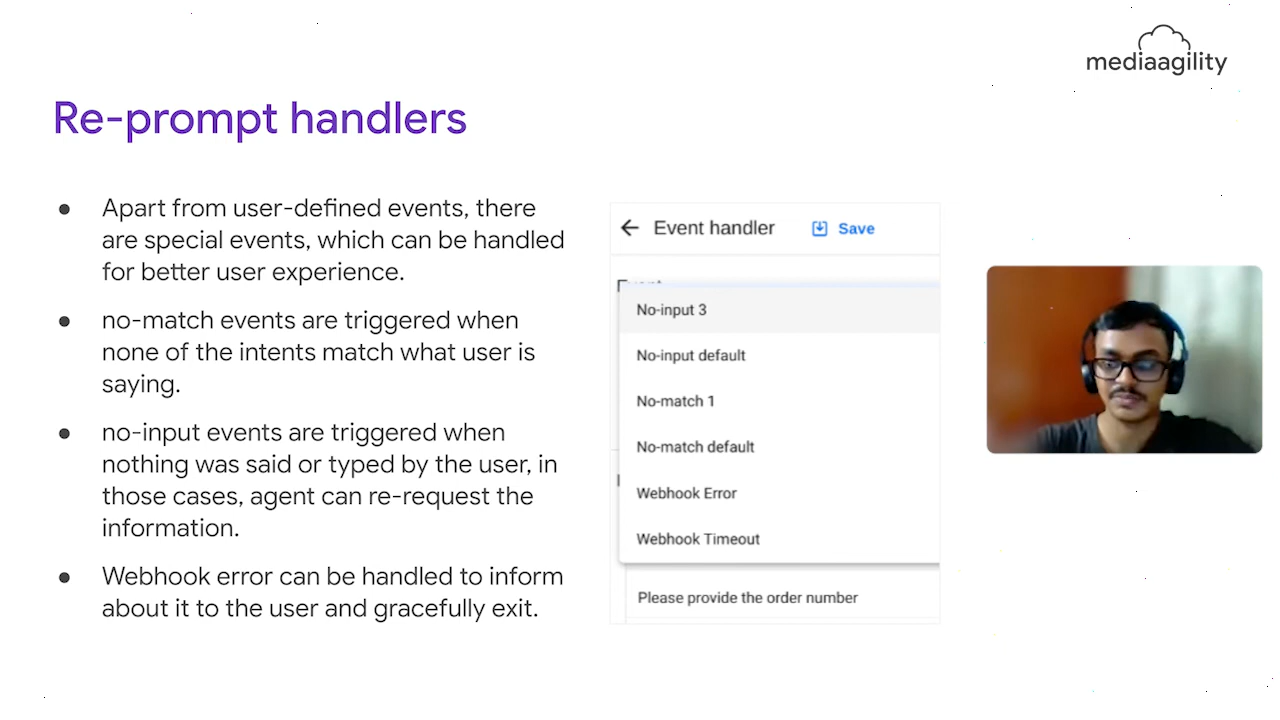 mediaagility
Re-prompt handlers
● Apart from user-defined events, there
are special events, which can be handled
for better user experience.
● no-match events are triggered when
none of the intents match what user is
saying.
● no-input events are triggered when
nothing was said or typed by the user, in
those cases, agent can re-request the
information.
● Webhook error can be handled to inform
about it to the user and gracefully exit.
Event handler Save
No-input 3
No-input default
No-match 1
No-match default
Webhook Error
Webhook Timeout
Please provide the order number